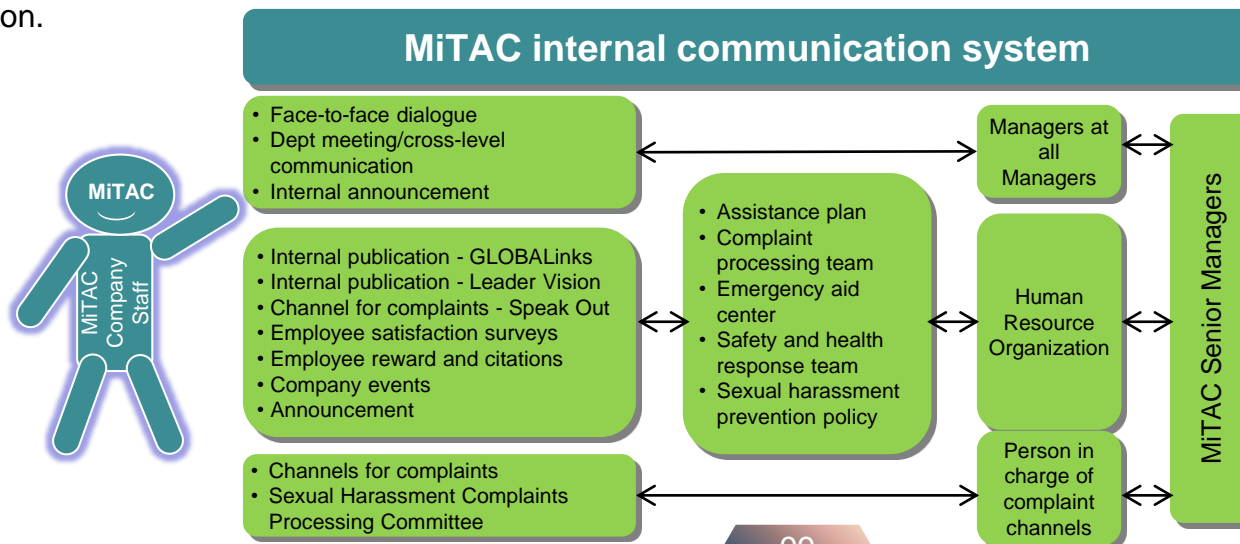 on.
MiTAC internal communication system
• Face-to-face dialogue
• Dept meeting/cross-level
communication
• Internal announcement
Managers at
all
Managers
MiTAC
MiTAC
Company
Staff
• Internal publication - GLOBALinks
• Internal publication - Leader Vision
• Channel for complaints - Speak Out
• Employee satisfaction surveys
• Employee reward and citations
• Company events
• Announcement
• Assistance plan
• Complaint
processing team
• Emergency aid
center
• Safety and health
response team
• Sexual harassment
prevention policy
Human
Resource
Organization
MiTAC Senior Managers
• Channels for complaints
• Sexual Harassment Complaints
Processing Committee
Person in
charge of
complaint
channels